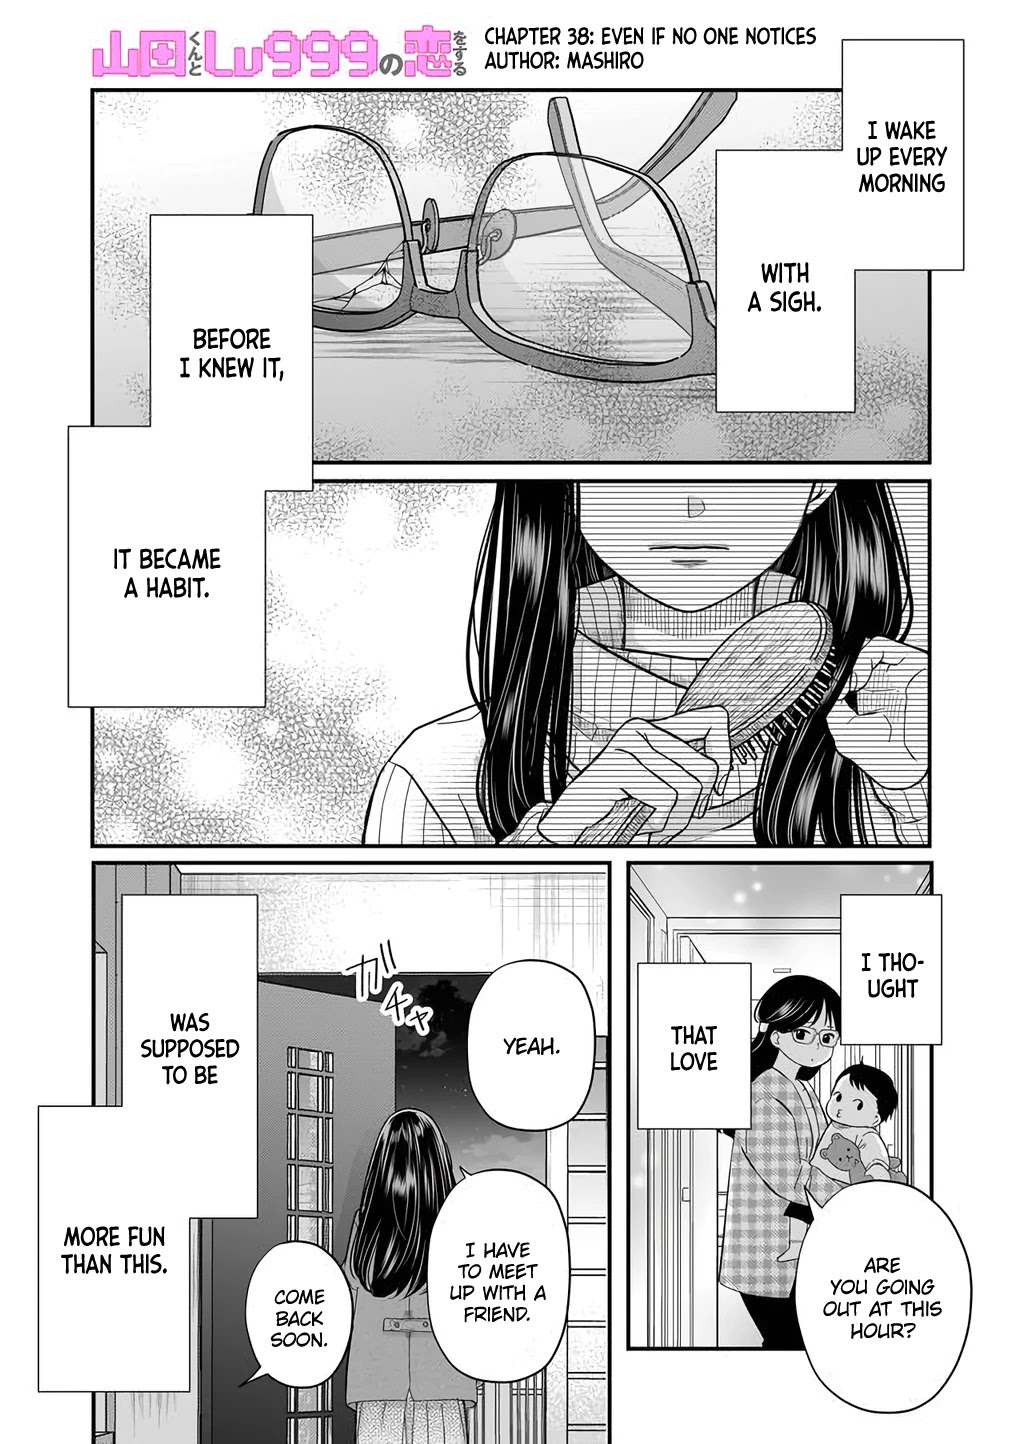 山田くんとLv999の恋をする
CHAPTER 38: EVEN IF NO ONE NOTICES
AUTHOR: MASHIRO
I WAKE
UP EVERY
MORNING
WITH
A SIGH.
BEFORE
I KNEW IT,
IT BECAME
A HABIT.
I THO-
UGHT
THAT
LOVE
ARE
YOU GOING
OUT AT THIS
HOUR?
ガチャ
YEAH.
I HAVE
TO MEET
UP WITH A
FRIEND.
COME
BACK
SOON.
WAS
SUPPOSED
TO BE
MORE FUN
THAN THIS.